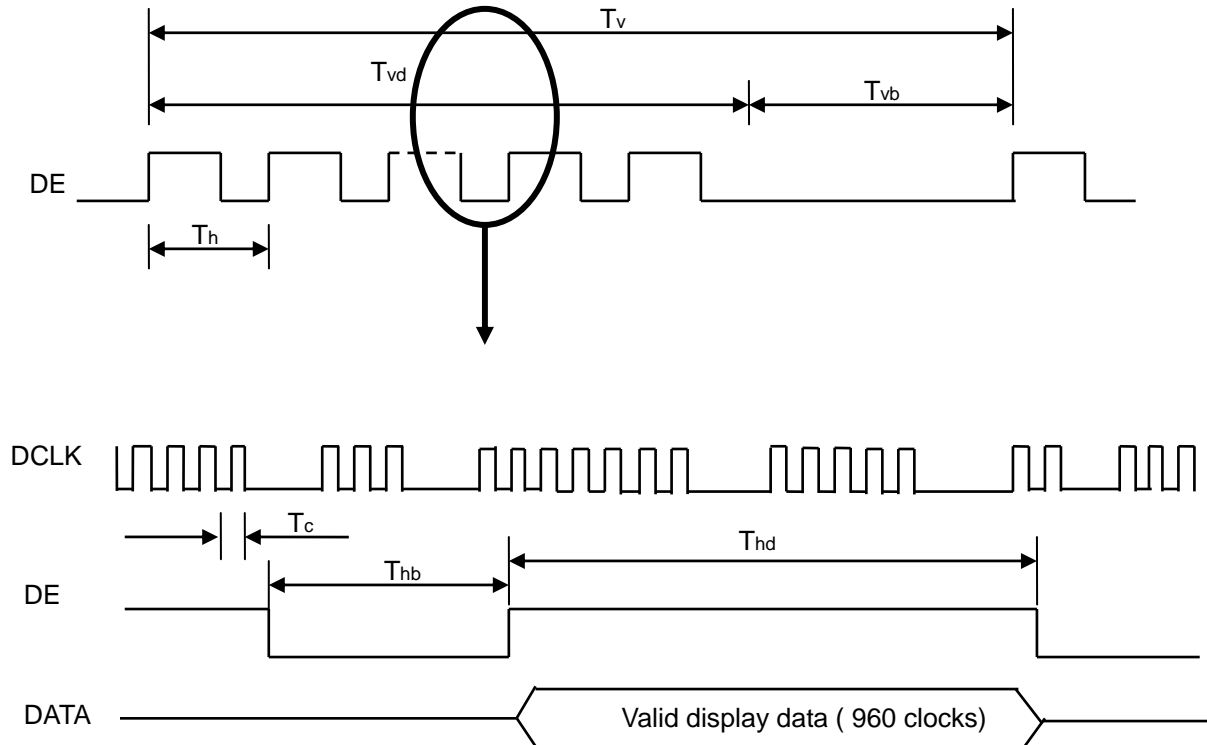 Tv
Tvd
Tvb
DE
Th
DCLK
Tc
Thd
Thb
DE
DATA
Valid display data ( 960 clocks)